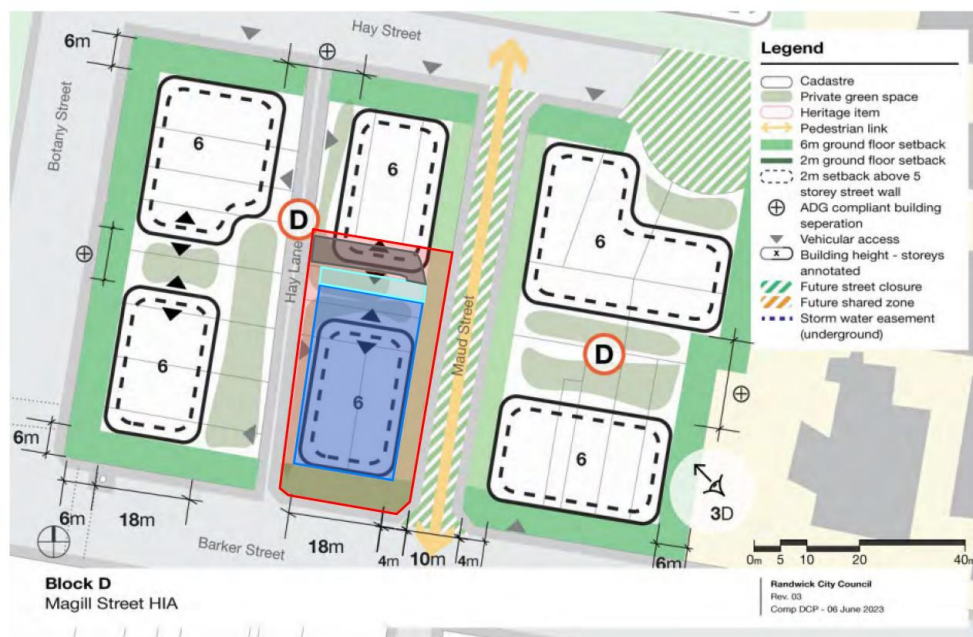 Hay Street
6m
Botany Street
6
6
D
Hay Lane
6
6
Maud Street
6
D
6
6
6m
6m
18m
18m
4m
10m
4m
6m
Barker Street
3D
Legend
Cadastre
Private green space
Heritage item
Pedestrian link
6m ground floor setback
2m ground floor setback
2m setback above 5
storey street wall
ADG compliant building
seperation
Vehicular access
x
Building height - storeys
annotated
Future street closure
Future shared zone
Storm water easement
(underground)
0m 5 10 20 40m
Block D
Magill Street HIA
Randwick City Council
Rev. 03
Comp DCP - 06 June 2023